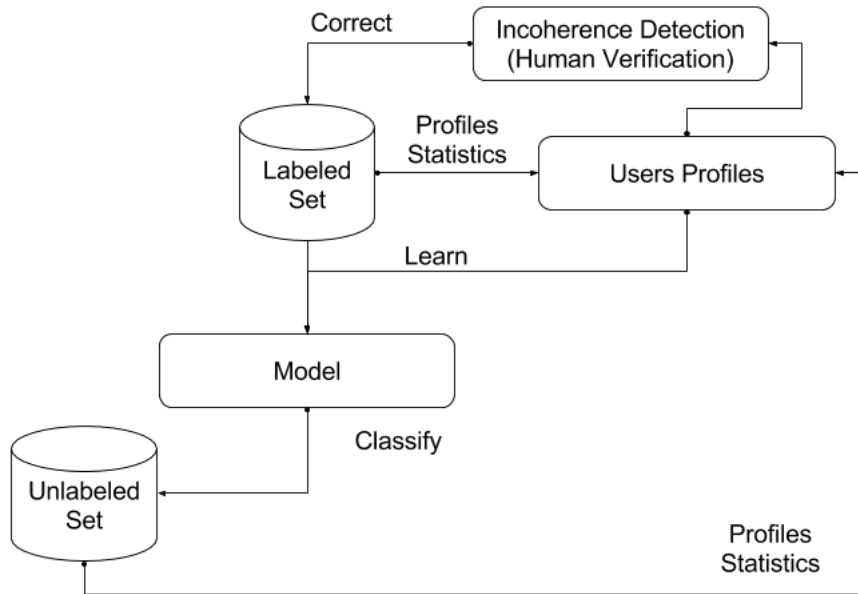 Correct
Incoherence Detection
(Human Verification)
Profiles
Statistics
Labeled
Set
Users Profiles
Learn
Model
Classify
Unlabeled
Set
Profiles
Statistics